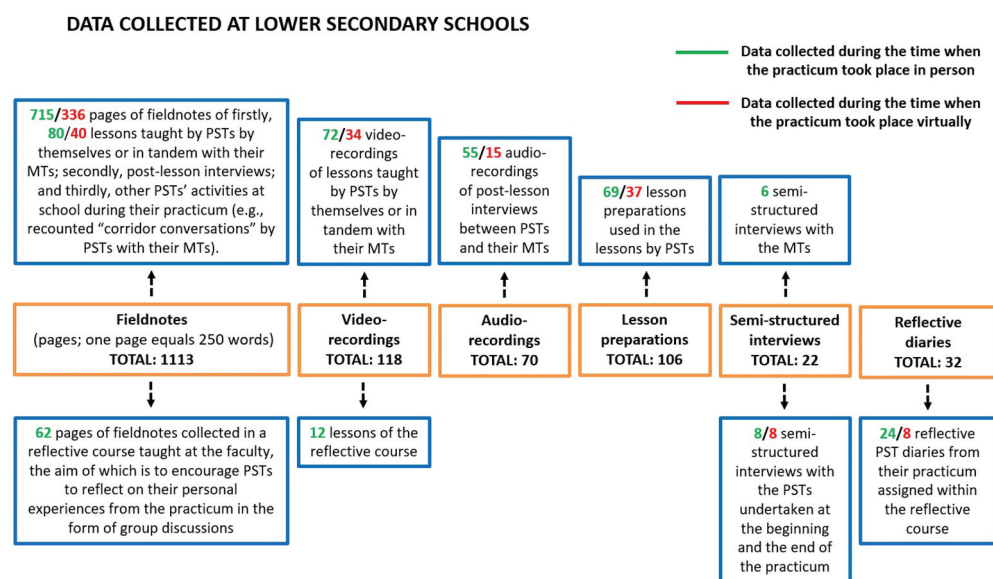 DATA COLLECTED AT LOWER SECONDARY SCHOOLS
Data collected during the time when
the practicum took place in person
Data collected during the time when
the practicum took place virtually
715/336 pages of fieldnotes of firstly,
80/40 lessons taught by PSTs by
themselves or in tandem with their
MTs; secondly, post-lesson interviews;
and thirdly, other PSTs' activities at
school during their practicum (e.g.,
recounted “corridor conversations” by
PSTs with their MTs).
72/34 video-
recordings
of lessons taught
by PSTs by
themselves or in
tandem with
their MTs
55/15 audio-
recordings
of post-lesson
interviews
between PSTs
and their MTs
69/37 lesson
preparations
used in the
lessons by PSTs
6 semi-
structured
interviews with
the MTs
Fieldnotes
(pages; one page equals 250 words)
TOTAL: 1113
Video-
recordings
TOTAL: 118
Audio-
recordings
TOTAL: 70
Lesson
preparations
TOTAL: 106
Semi-structured
interviews
TOTAL: 22
Reflective
diaries
TOTAL: 32
62 pages of fieldnotes collected in a
reflective course taught at the faculty,
the aim of which is to encourage PSTs
to reflect on their personal
experiences from the practicum in the
form of group discussions
12 lessons of the
reflective course
8/8 semi-
structured
interviews with
the PSTs
undertaken at
the beginning
and the end of
the practicum
24/8 reflective
PST diaries from
their practicum
assigned within
the reflective
course